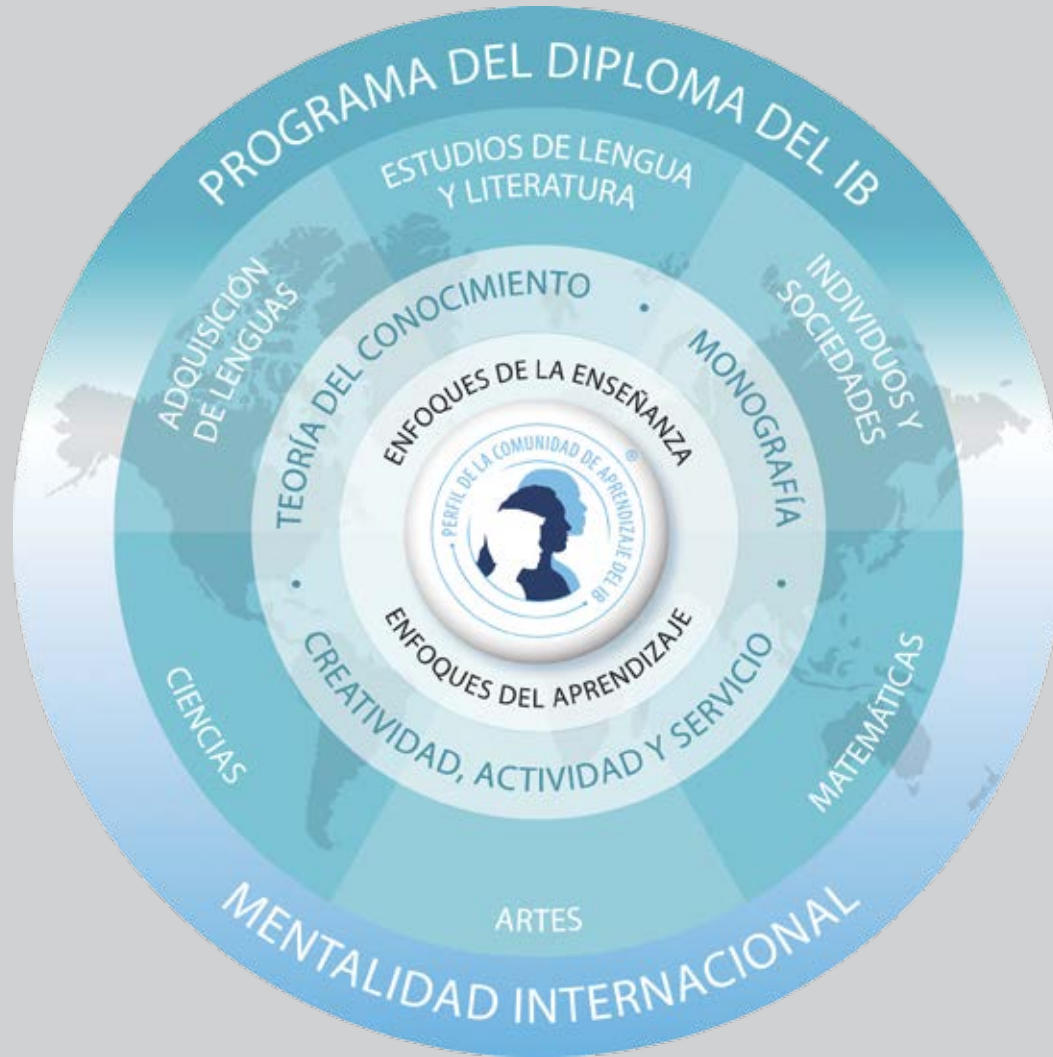 PROGRAMA DEL DIPLOMA DEL IB
ESTUDIOS DE LENGUA
Y LITERATURA
ADQUISICIÓN
DE LENGUAS
INDIVIDUOS Y
SOCIEDADES
TEORÍA DEL CONOCIMIENTO
•
MONOGRAFÍA
•
ENFOQUES DE LA ENSEÑANZA
• PERFIL DE LA COMUNIDAD DE APRENDIZAJE DEL IB • ®
ENFOQUES DEL APRENDIZAJE
•
CREATIVIDAD, ACTIVIDAD Y SERVICIO
CIENCIAS
MATEMÁTICAS
ARTES
MENTALIDAD INTERNACIONAL